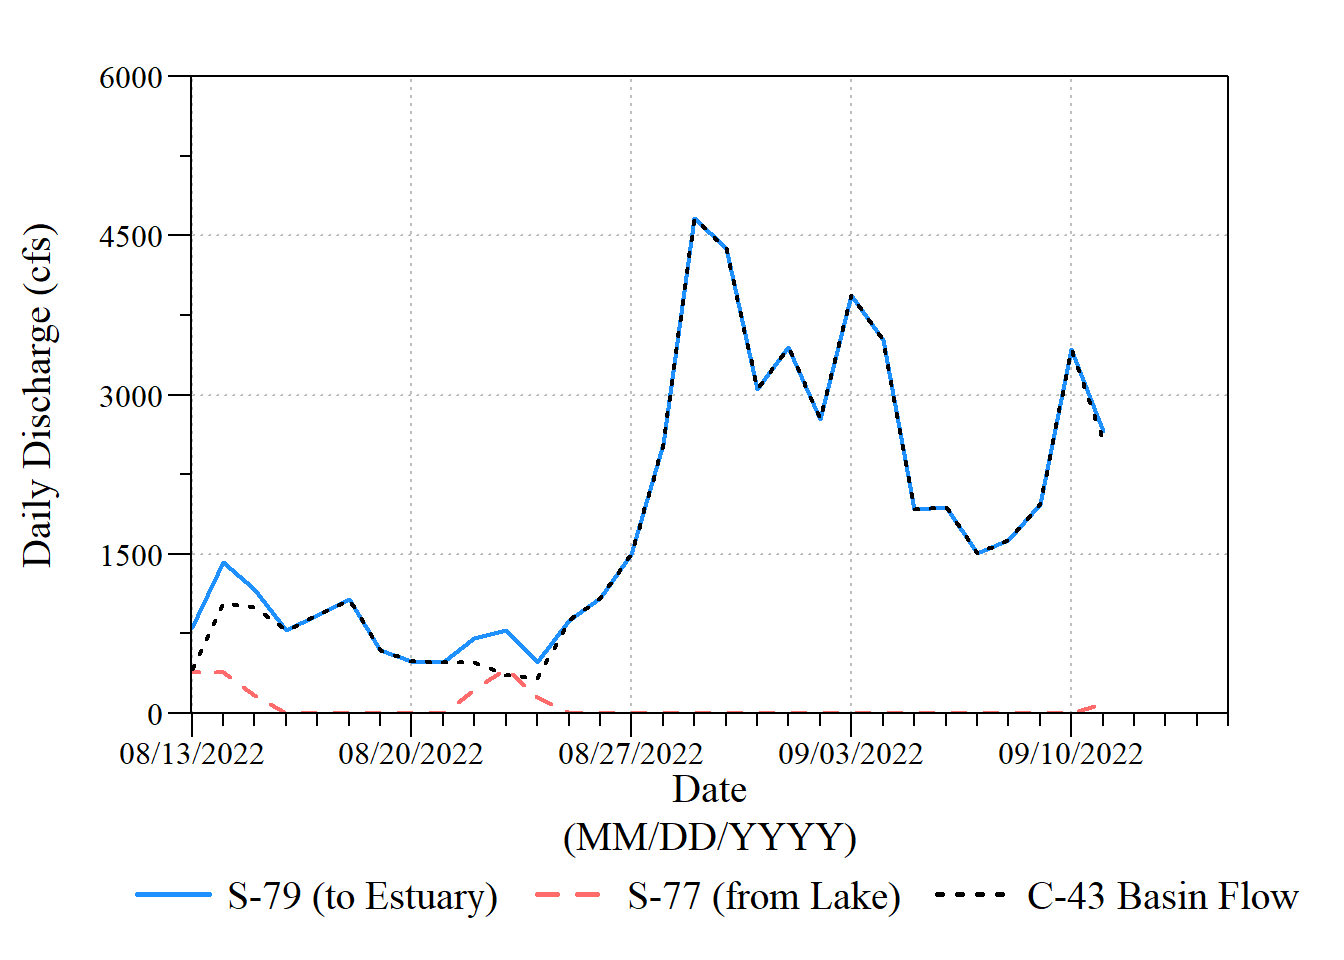 6000
4500
3000
1500
0
Daily Discharge (cfs)
08/13/2022 08/20/2022 08/27/2022 09/03/2022 09/10/2022
Date
(MM/DD/YYYY)
S-79 (to Estuary) S-77 (from Lake) C-43 Basin Flow